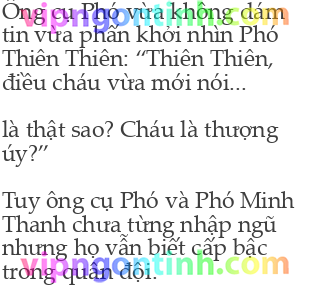 Ông cụ Phó vừa không dám
tin vừa phấn khởi nhìn Phó
Thiên Thiên: “Thiên Thiên,
điều cháu vừa mới nói...
là thật sao? Cháu là thượng
úy?”
Tuy ông cụ Phó và Phó Minh
Thanh chưa từng nhập ngũ
nhưng họ vẫn biết cấp bậc
trong quân đội.
vipngontinh.com
vipngontinh.com
vipngontinh.com